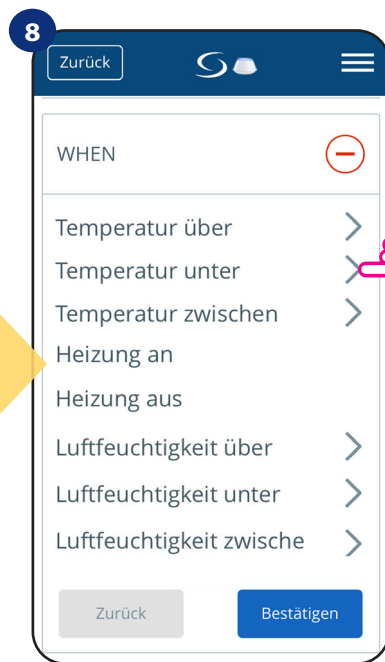 8
Zurück
WHEN
Temperatur über
Temperatur unter
Temperatur zwischen
Heizung an
Heizung aus
Luftfeuchtigkeit über
Luftfeuchtigkeit unter
Luftfeuchtigkeit zwische
Zurück Bestätigen